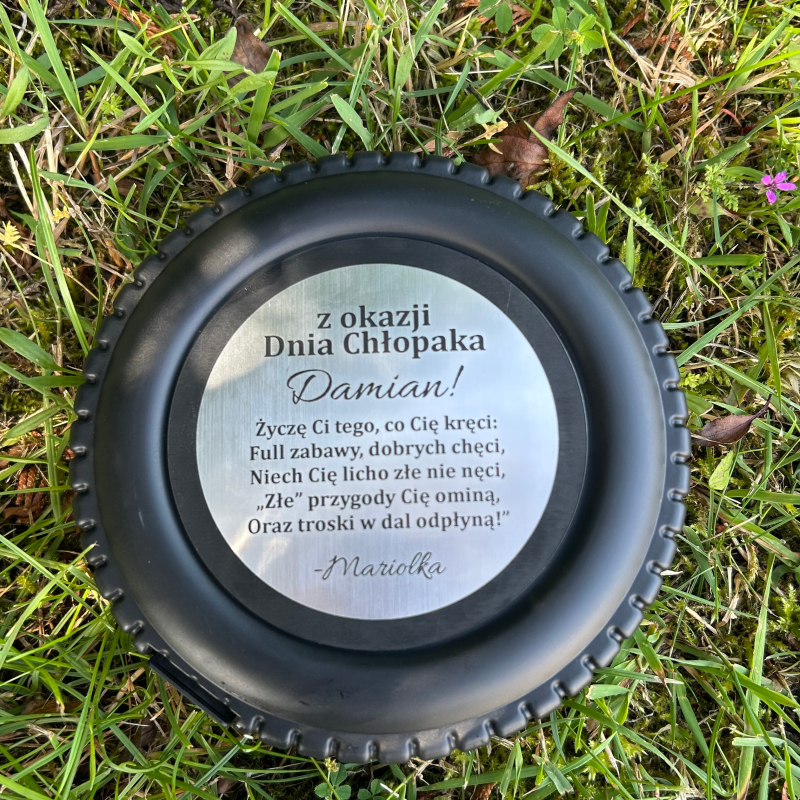 z okazji
Dnia Chłopaka
Damian!
Życzę Ci tego, co Cię kręci:
Full zabawy, dobrych chęci,
Niech Cię licho złe nie nęci,
„Złe” przygody Cię ominą,
Oraz troski w dal odpłyną!”
-Mariolka